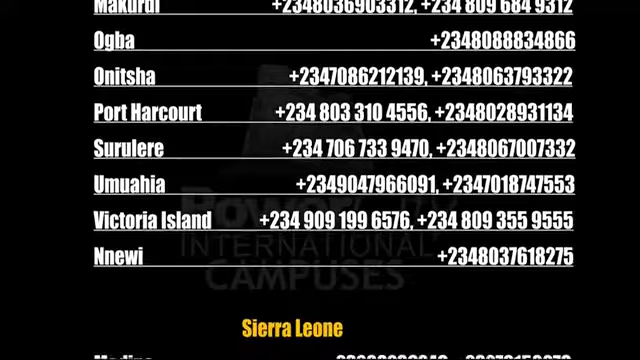 Makurdi +2348036903312, +234 809 684 9312
Ogba +2348088834866
Onitsha +2347086212139, +2348063793322
Port Harcourt +234 803 310 4556, +2348028931134
Surulere +234 706 733 9470, +2348067007332
Umuahia +2349047966091, +2347018747553
Victoria Island +234 909 199 6576, +234 809 355 9555
Nnewi +2348037618275
INTERNATIONAL
CAMPUSES
Sierra Leone